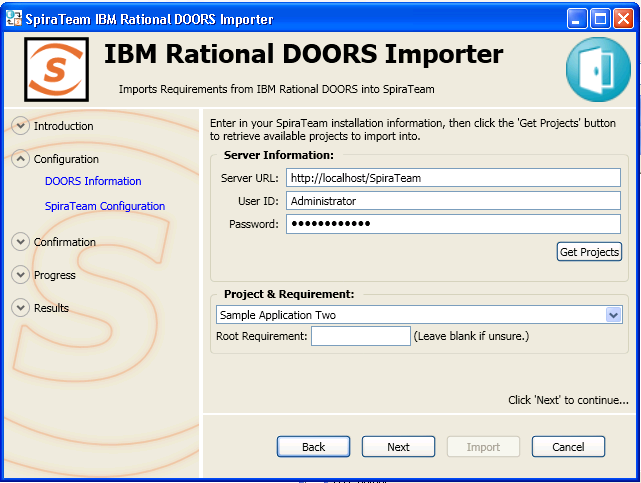 SpiraTeam IBM Rational DOORS Importer
S
IBM Rational DOORS Importer
Imports Requirements from IBM Rational DOORS into SpiraTeam
Introduction
Configuration
DOORS Information
SpiraTeam Configuration
Confirmation
Progress
Results
Enter in your SpiraTeam installation information, then click the 'Get Projects' button
to retrieve available projects to import into.
Server Information:
Server URL: http://localhost/SpiraTeam
User ID: Administrator
Password: ●●●●●●●●●●●●
Get Projects
Project & Requirement:
Sample Application Two
Root Requirement: (Leave blank if unsure.)
Click 'Next' to continue...
Back Next Import Cancel